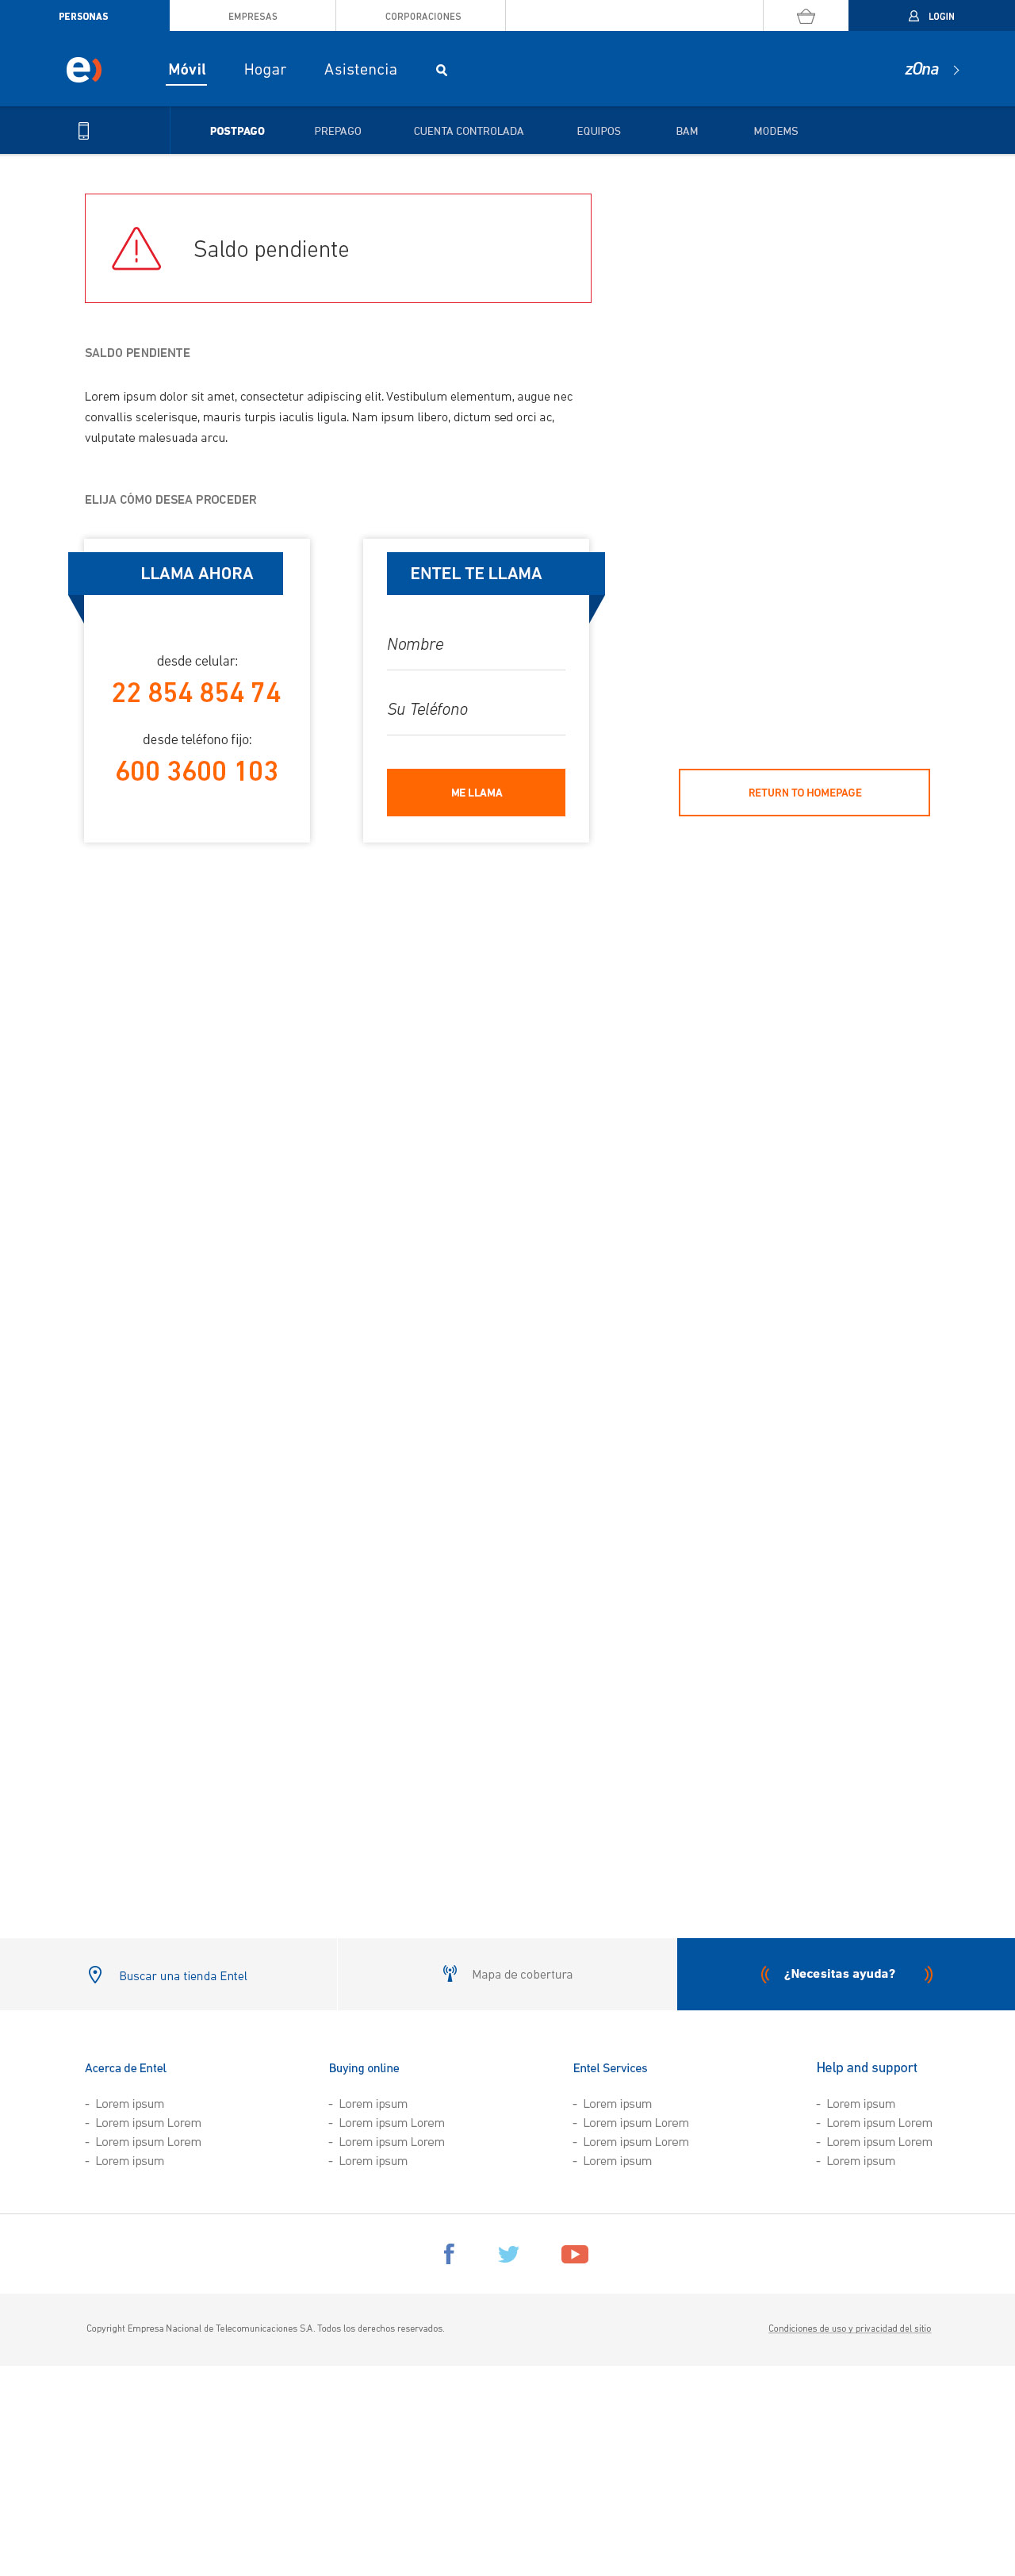 PERSONAS
EMPRESAS
CORPORACIONES
LOGIN
e)
Móvil
Hogar
Asistencia
zOna
POSTPAGO
PREPAGO
CUENTA CONTROLADA
EQUIPOS
BAM
MODEMS
Saldo pendiente
SALDO PENDIENTE
Lorem ipsum dolor sit amet, consectetur adipiscing elit. Vestibulum elementum, augue nec
convallis scelerisque, mauris turpis iaculis ligula. Nam ipsum libero, dictum sed orci ac,
vulputate malesuada arcu.
ELIJA CÓMO DESEA PROCEDER
LLAMA AHORA
desde celular:
22 854 854 74
desde teléfono fijo:
600 3600 103
ENTEL TE LLAMA
Nombre
Su Teléfono
ME LLAMA
RETURN TO HOMEPAGE
Buscar una tienda Entel
Mapa de cobertura
¿Necesitas ayuda?
Acerca de Entel
- Lorem ipsum
- Lorem ipsum Lorem
- Lorem ipsum Lorem
- Lorem ipsum
Buying online
- Lorem ipsum
- Lorem ipsum Lorem
- Lorem ipsum Lorem
- Lorem ipsum
Entel Services
- Lorem ipsum
- Lorem ipsum Lorem
- Lorem ipsum Lorem
- Lorem ipsum
Help and support
- Lorem ipsum
- Lorem ipsum Lorem
- Lorem ipsum Lorem
- Lorem ipsum
Copyright Empresa Nacional de Telecomunicaciones S.A. Todos los derechos reservados.
Condiciones de uso y privacidad del sitio